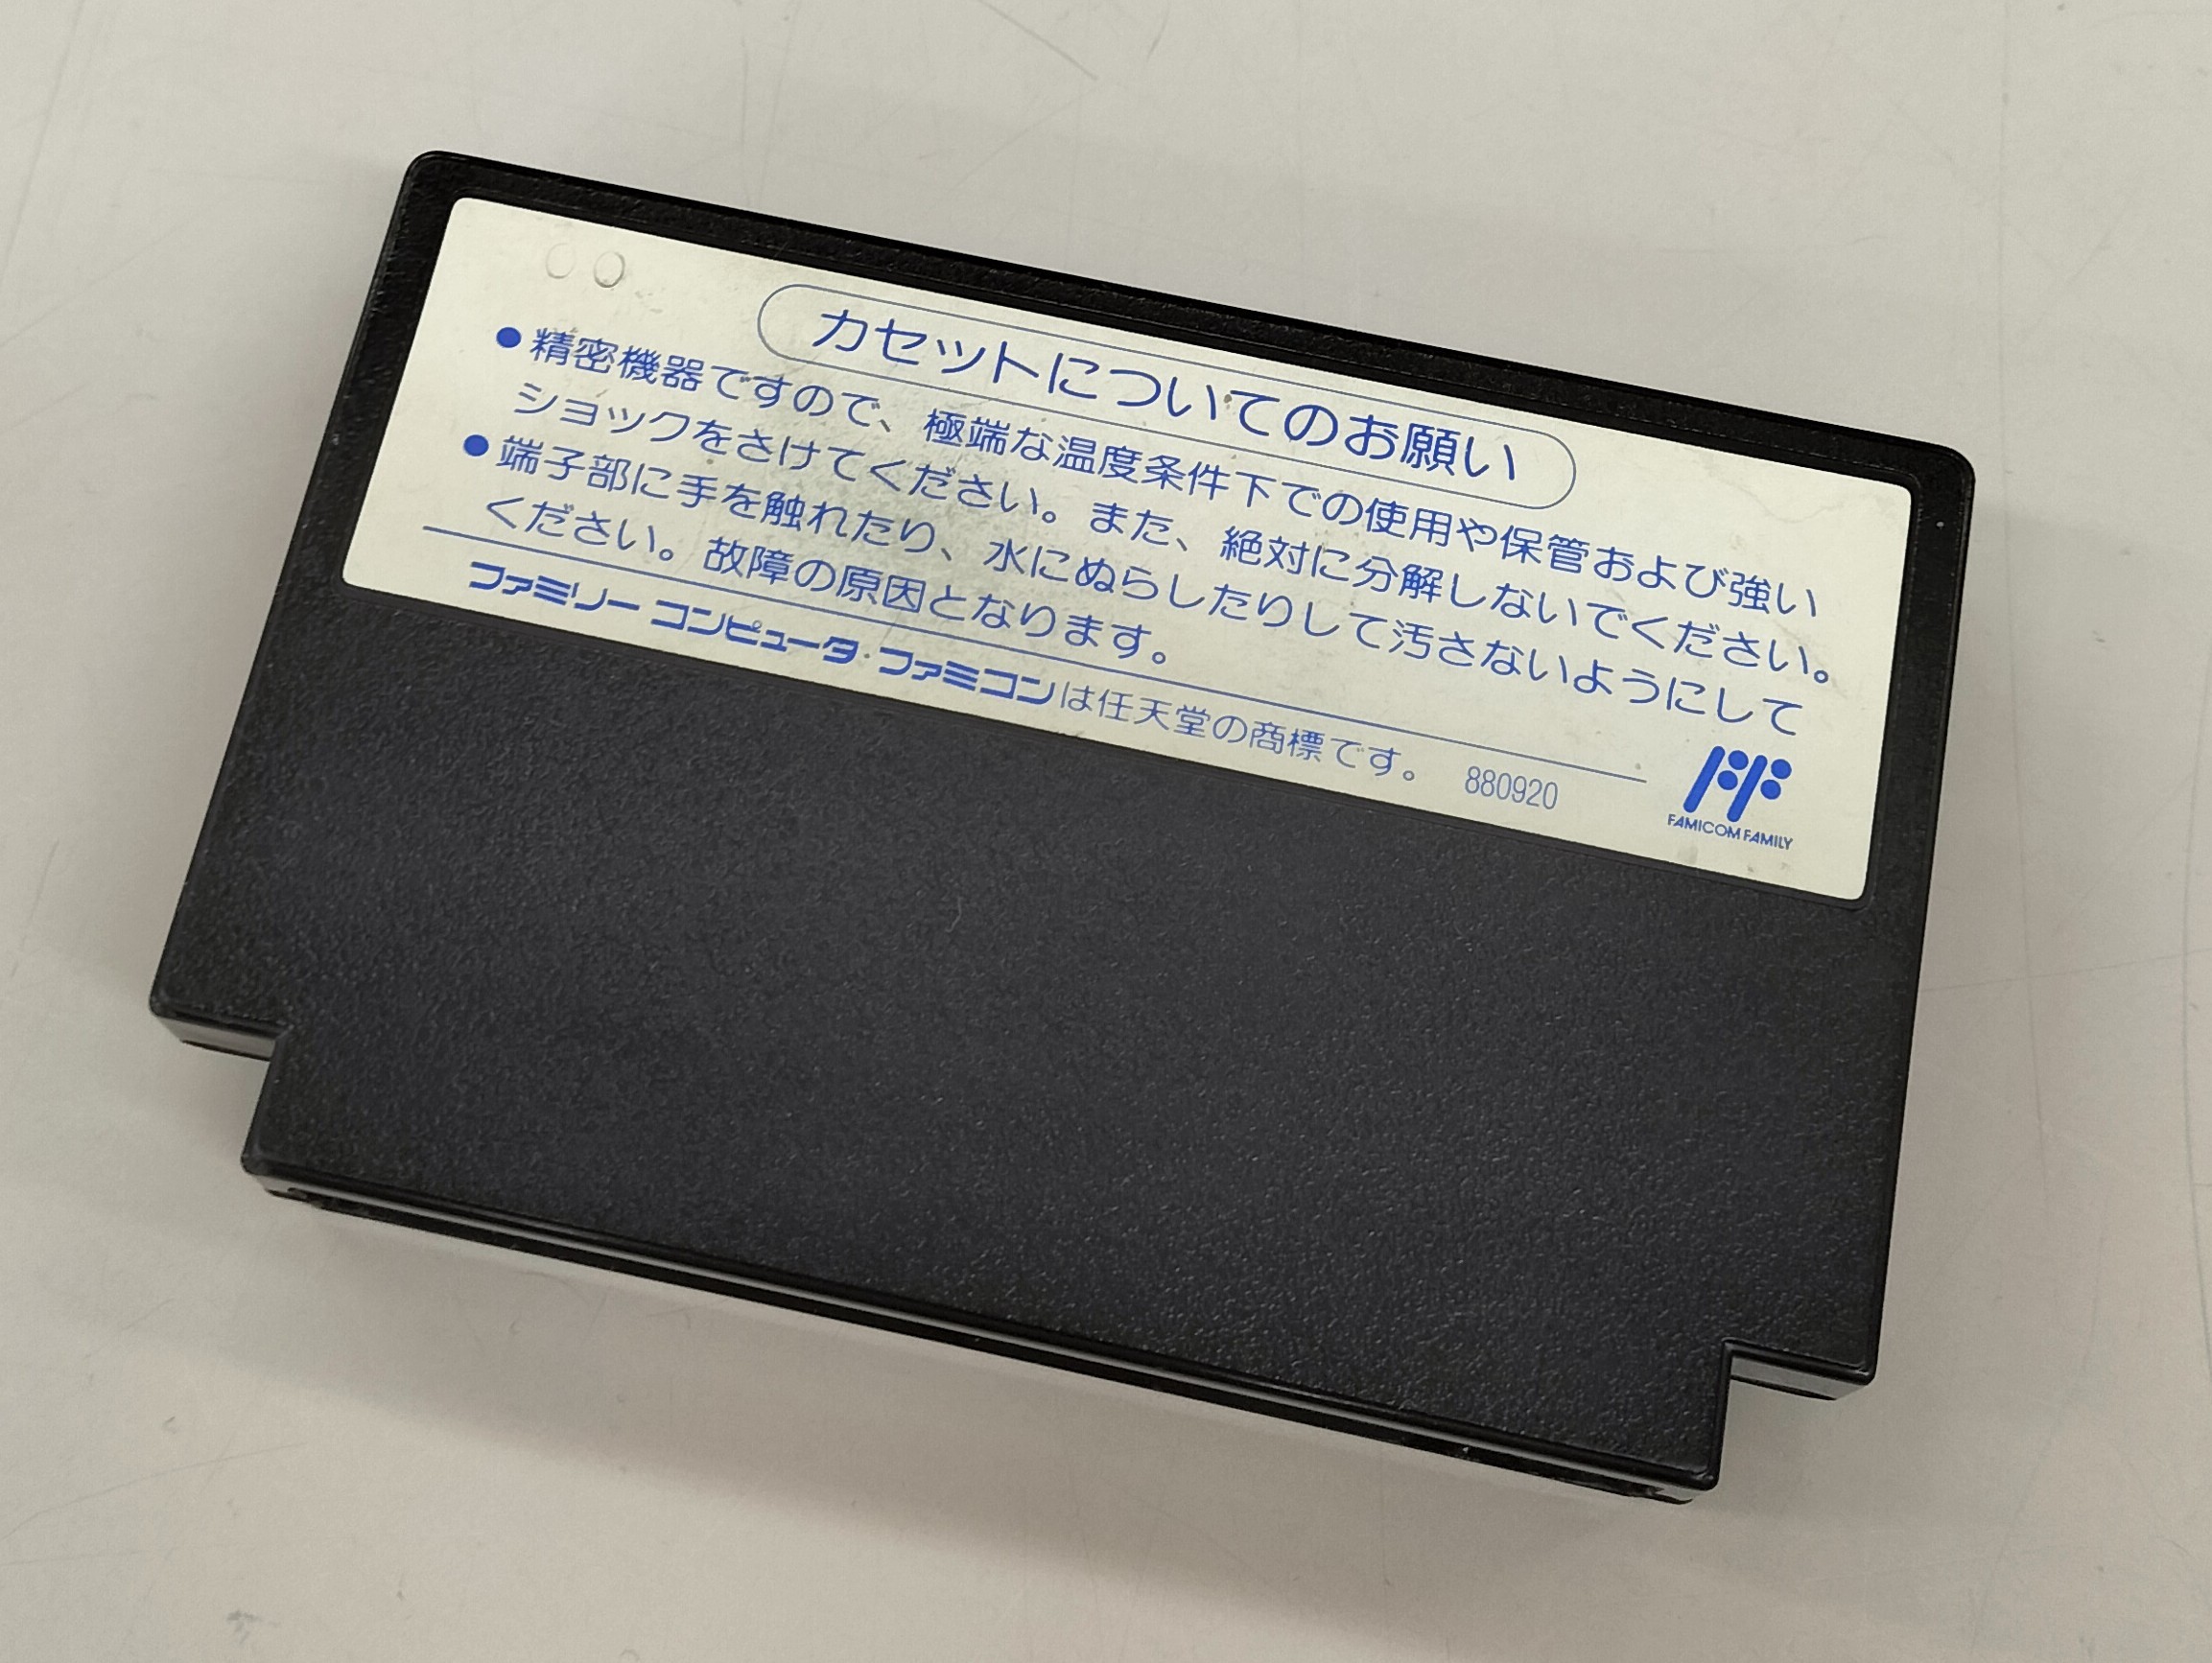 カセットについてのお願い
●精密機器ですので、極端な温度条件下での使用や保管および強い
ショックをさけてください。また、絶対に分解しないでください。
●端子部に手を触れたり、水にぬらしたりして汚さないようにして
ください。故障の原因となります。
ファミリー コンピュータ・ファミコンは任天堂の商標です。 880920
FAMICOM FAMILY